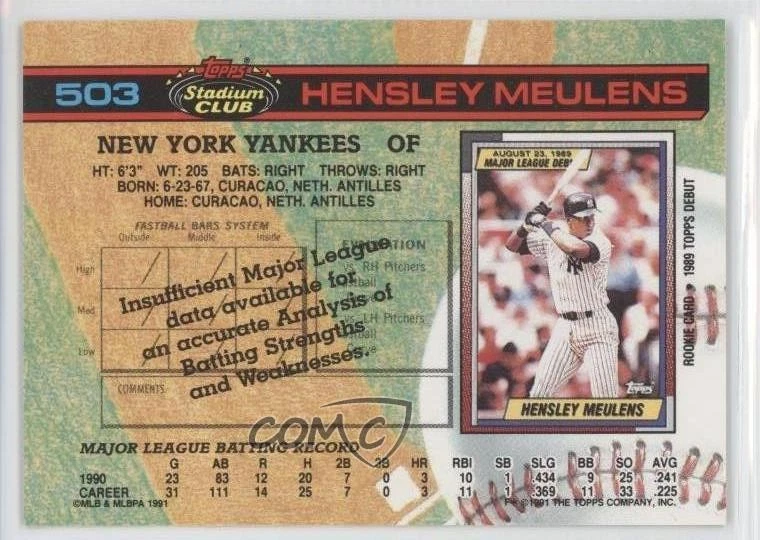 503 Topps Stadium CLUB HENSLEY MEULENS
NEW YORK YANKEES OF
HT: 6'3" WT: 205 BATS: RIGHT THROWS: RIGHT
BORN: 6-23-67, CURACAO, NETH. ANTILLES
HOME: CURACAO, NETH. ANTILLES
FASTBALL BARS SYSTEM
Outside Middle Inside
High
Med
Low
EVALUATION
vs. RH Pitchers
vs. LH Pitchers
Insufficient Major League
data available for
an accurate Analysis of
Batting Strengths
and Weaknesses.
COMMENTS:
AUGUST 23, 1989
MAJOR LEAGUE DEBUT
NY
Topps
HENSLEY MEULENS
ROOKIE CARD • 1989 TOPPS DEBUT
COMC
MAJOR LEAGUE BATTING RECORD
G AB R H 2B 3B HR RBI SB SLG BB SO AVG
1990 23 83 12 20 7 0 3 10 1 .434 9 25 .241
CAREER 31 111 14 25 7 0 3 11 1 .369 11 33 .225
©MLB & MLBPA 1991 F* ©1991 THE TOPPS COMPANY, INC.